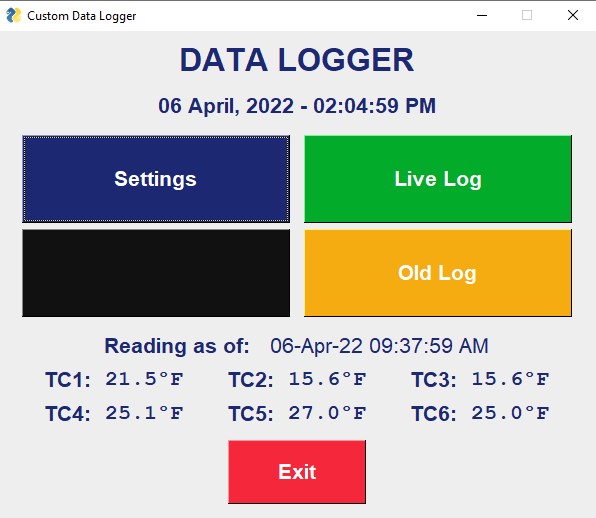 Custom Data Logger
DATA LOGGER
06 April, 2022 - 02:04:59 PM
Settings Live Log
Old Log
Reading as of: 06-Apr-22 09:37:59 AM
TC1: 21.5°F TC2: 15.6°F TC3: 15.6°F
TC4: 25.1°F TC5: 27.0°F TC6: 25.0°F
Exit